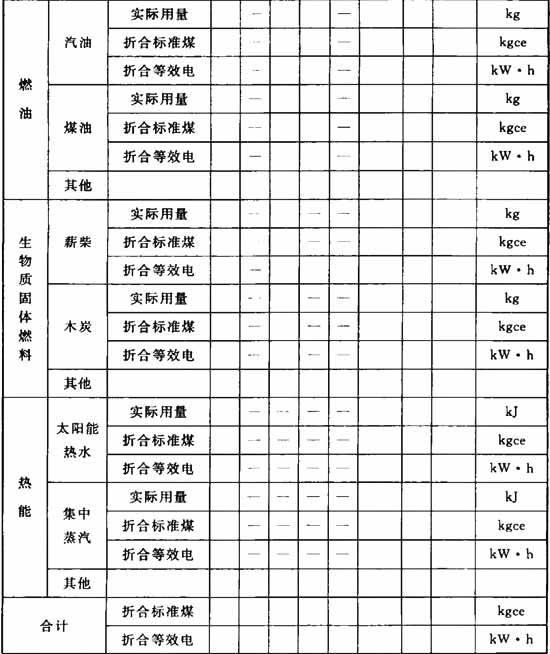 燃油
汽油
实际用量 — — kg
折合标准煤 — — kgce
折合等效电 — — kW·h
煤油
实际用量 — — kg
折合标准煤 — — kgce
折合等效电 — — kW·h
其他
生物质固体燃料
薪柴
实际用量 — — — kg
折合标准煤 — — kgce
折合等效电 — kW·h
木炭
实际用量 — — — kg
折合标准煤 — — — kgce
折合等效电 — — — kW·h
其他
热能
太阳能
热水
实际用量 — — — — kJ
折合标准煤 — — — — kgce
折合等效电 — — — — kW·h
集中
蒸汽
实际用量 — — — — kJ
折合标准煤 — — — — kgce
折合等效电 — — — — kW·h
其他
合计
折合标准煤 kgce
折合等效电 kW·h